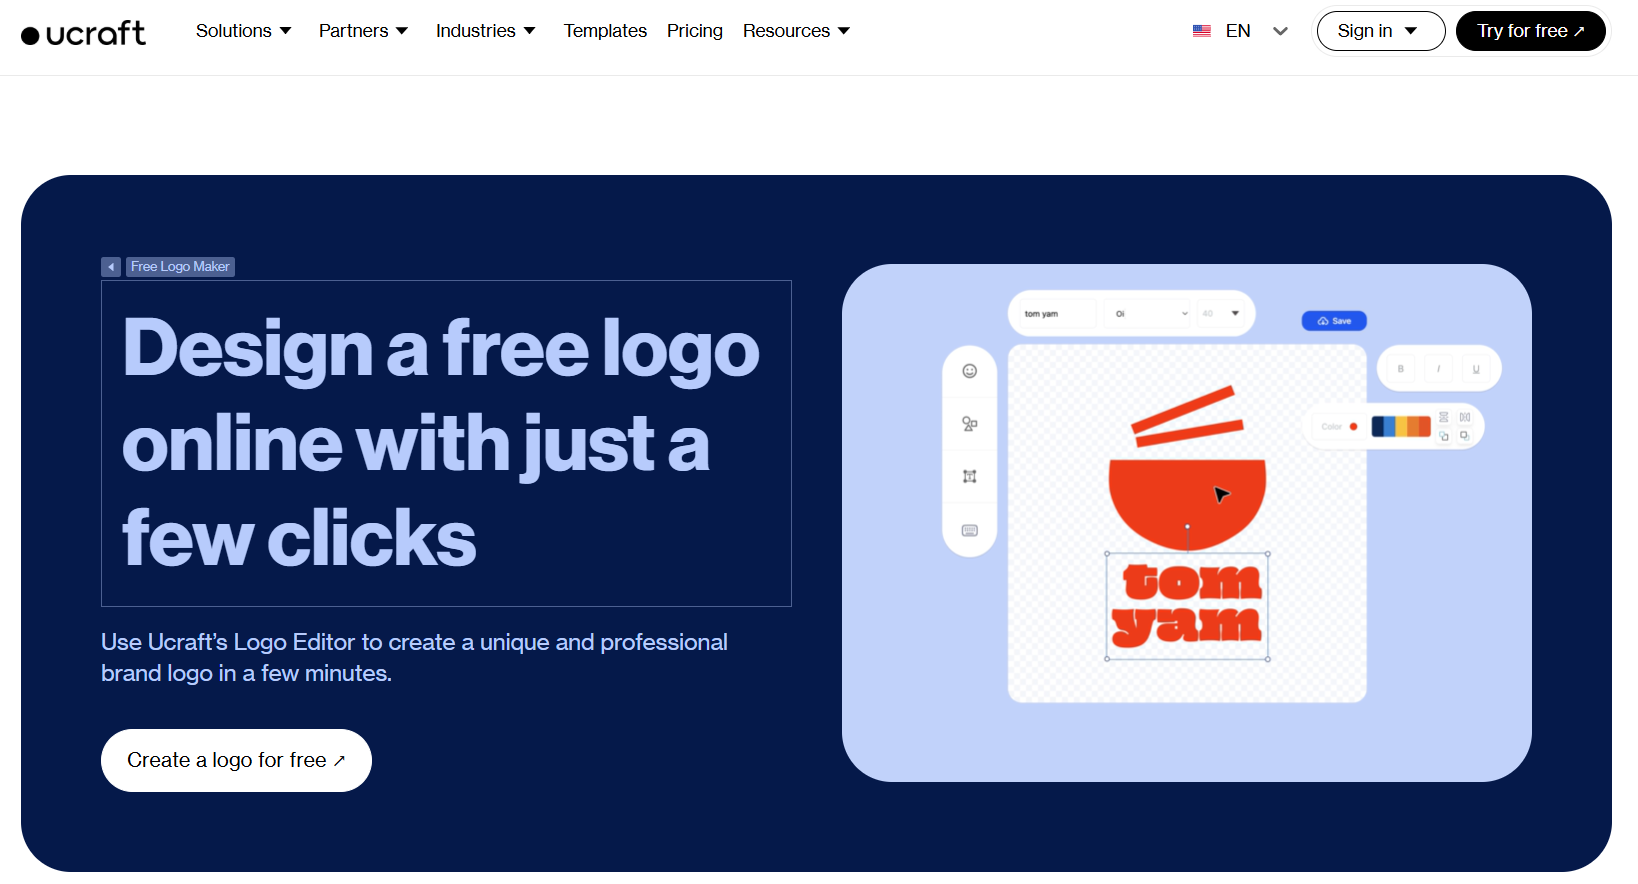 ucraft
Solutions
Partners
Industries
Templates
Pricing
Resources
EN
Sign in
Try for free ↗
Free Logo Maker
Design a free logo
online with just a
few clicks
Use Ucraft’s Logo Editor to create a unique and professional
brand logo in a few minutes.
Create a logo for free ↗
tom yam
Oi
40
Save
B
I
U
Color
tom
yam